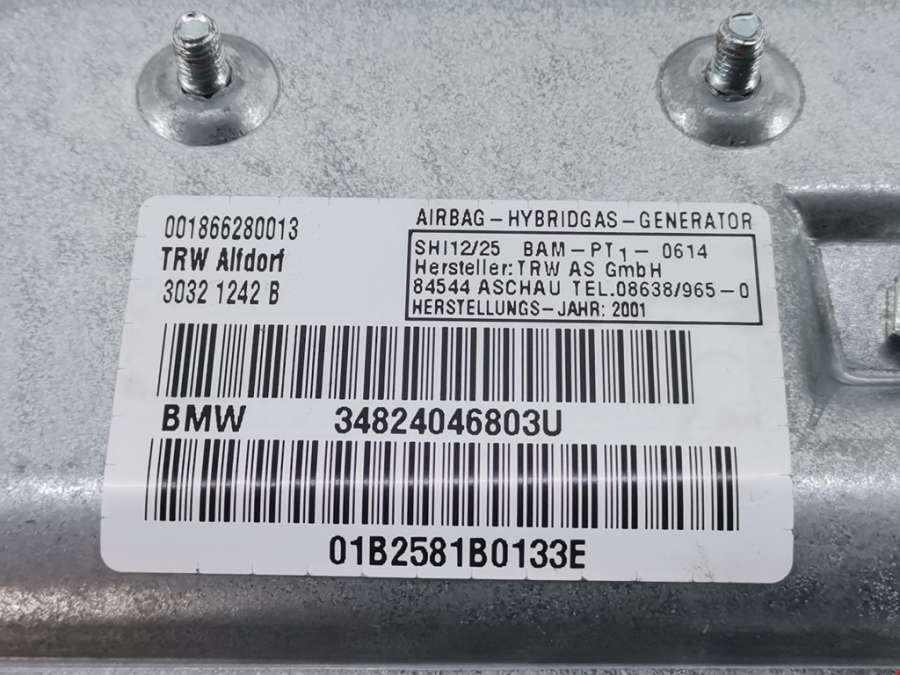 001866280013
TRW Alfdorf
3032 1242 B
AIRBAG-HYBRIDGAS-GENERATOR
SHI12/25 BAM-PT1- 0614
Hersteller: TRW AS GmbH
84544 ASCHAU TEL.08638/965-0
HERSTELLUNGS-JAHR: 2001
BMW 34824046803U
01B2581B0133E